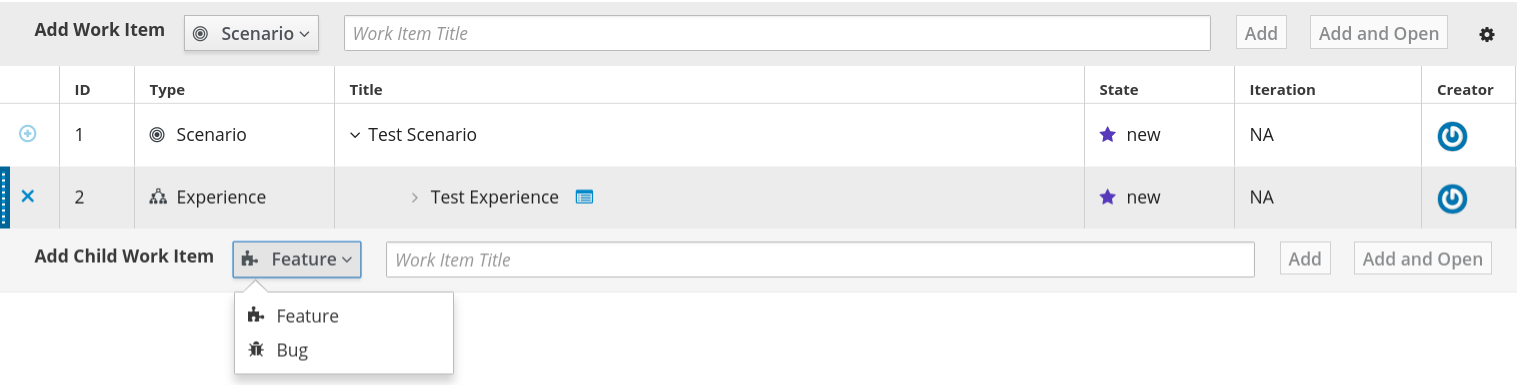 Add Work Item Scenario Work Item Title Add Add and Open
ID Type Title State Iteration Creator
1 Scenario Test Scenario new NA
2 Experience Test Experience new NA
Add Child Work Item Feature Work Item Title Add Add and Open
Feature
Bug